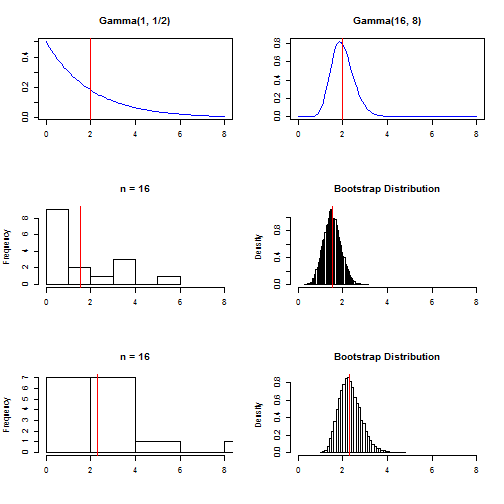 Gamma(1, 1/2)
0.0 0.2 0.4
0 2 4 6 8
Gamma(16, 8)
0.0 0.2 0.4 0.6 0.8
0 2 4 6 8
n = 16
Frequency
0 2 4 6 8
0 2 4 6 8
Bootstrap Distribution
Density
0.0 0.4 0.8
0 2 4 6 8
n = 16
Frequency
0 1 2 3 4 5 6 7
0 2 4 6 8
Bootstrap Distribution
Density
0.0 0.2 0.4 0.6 0.8
0 2 4 6 8